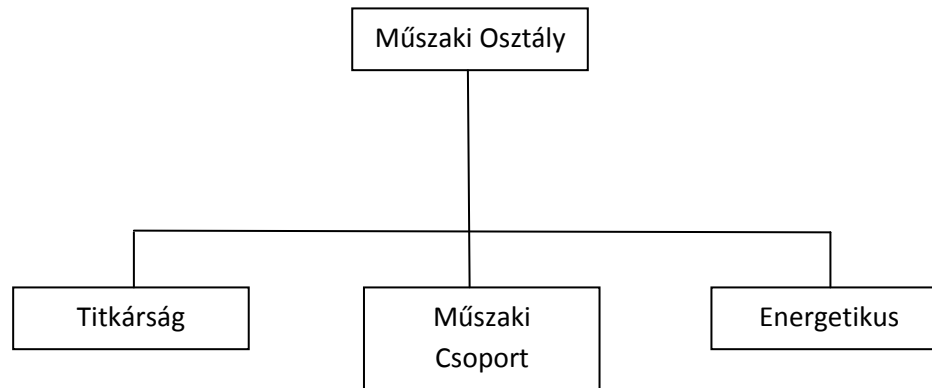 Műszaki Osztály
Titkárság
Műszaki
Csoport
Energetikus